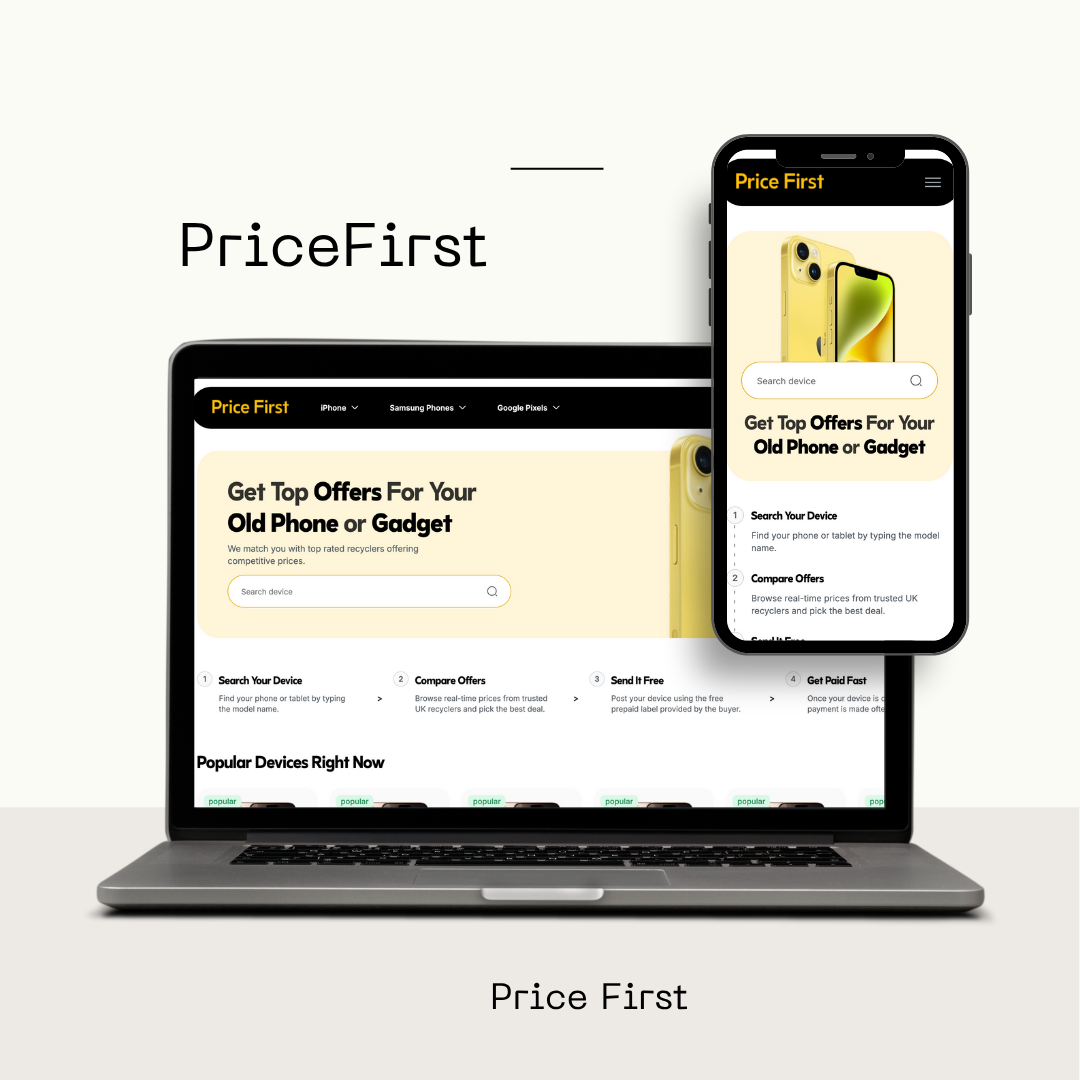 PriceFirst
Price First
iPhone
Samsung Phones
Google Pixels
Get Top Offers For Your
Old Phone or Gadget
We match you with top rated recyclers offering
competitive prices.
Search device
1
Search Your Device
Find your phone or tablet by typing
the model name.
>
2
Compare Offers
Browse real-time prices from trusted
UK recyclers and pick the best deal.
>
3
Send It Free
Post your device using the free
prepaid label provided by the buyer.
>
4
Get Paid Fast
Once your device is
payment is made
Popular Devices Right Now
popular
popular
popular
popular
popular
Price First
Search device
Get Top Offers For Your
Old Phone or Gadget
1
Search Your Device
Find your phone or tablet by typing the model
name.
2
Compare Offers
Browse real-time prices from trusted UK
recyclers and pick the best deal.
Send It Free
Price First